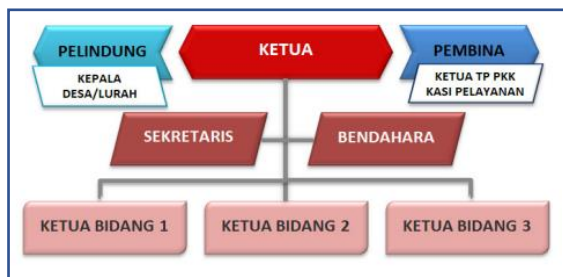 PELINDUNG
KETUA
PEMBINA
KEPALA
DESA/LURAH
KETUA TP PKK
KASI PELAYANAN
SEKRETARIS
BENDAHARA
KETUA BIDANG 1
KETUA BIDANG 2
KETUA BIDANG 3